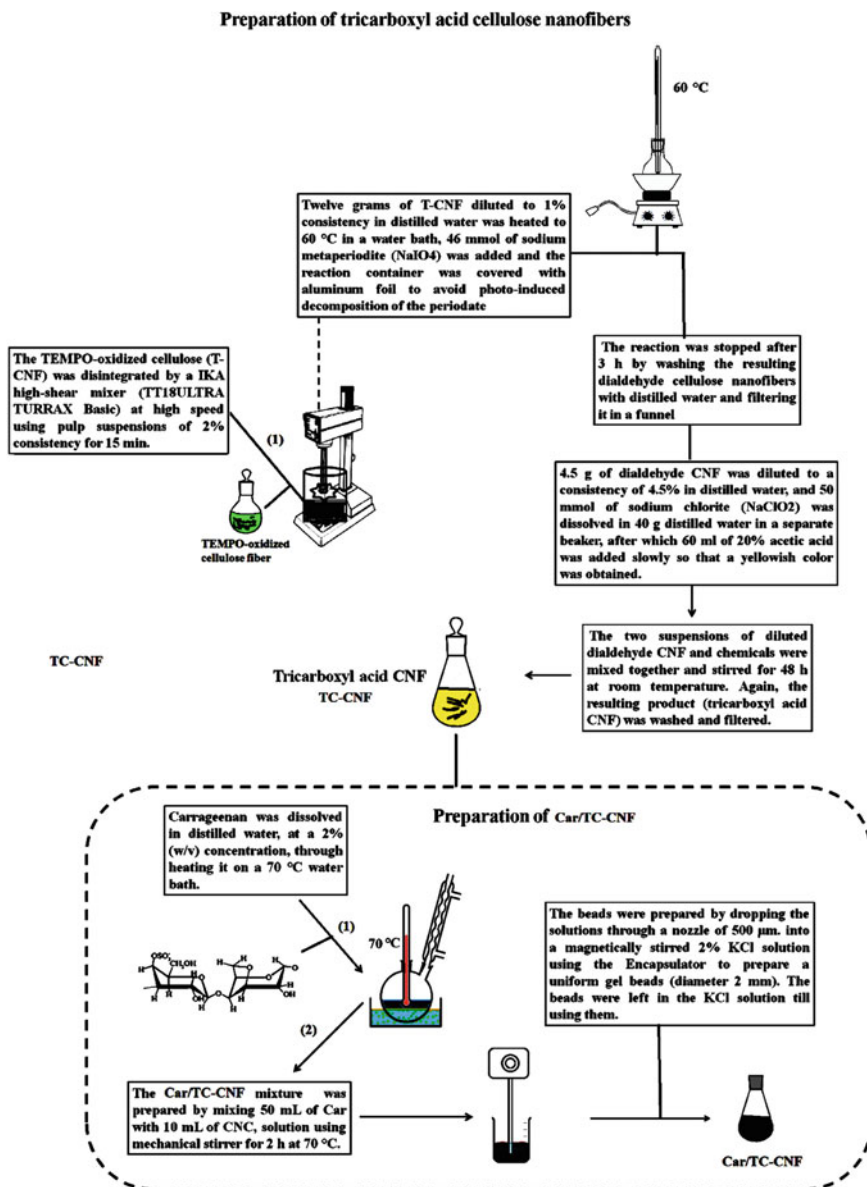 Preparation of tricarboxyl acid cellulose nanofibers
60 °C
Twelve grams of T-CNF diluted to 1%
consistency in distilled water was heated to
60 °C in a water bath, 46 mmol of sodium
metaperiodite (NaIO4) was added and the
reaction container was covered with
aluminum foil to avoid photo-induced
decomposition of the periodate
The TEMPO-oxidized cellulose (T-
CNF) was disintegrated by a IKA
high-shear mixer (TT18ULTRA
TURRAX Basic) at high speed
using pulp suspensions of 2%
consistency for 15 min.
(1)
TEMPO-oxidized
cellulose fiber
The reaction was stopped after
3 h by washing the resulting
dialdehyde cellulose nanofibers
with distilled water and filtering
it in a funnel
4.5 g of dialdehyde CNF was diluted to a
consistency of 4.5% in distilled water, and 50
mmol of sodium chlorite (NaClO2) was
dissolved in 40 g distilled water in a separate
beaker, after which 60 ml of 20% acetic acid
was added slowly so that a yellowish color
was obtained.
The two suspensions of diluted
dialdehyde CNF and chemicals were
mixed together and stirred for 48 h
at room temperature. Again, the
resulting product (tricarboxyl acid
CNF) was washed and filtered.
TC-CNF
Tricarboxyl acid CNF
TC-CNF
Preparation of Car/TC-CNF
Carrageenan was dissolved
in distilled water, at a 2%
(w/v) concentration, through
heating it on a 70 °C water
bath.
(1)
70 °C
OSO3-
CH2OH
O
H
H
H
H
OH
O
H
O
H
H
O
H
H
OH
H
(2)
The beads were prepared by dropping the
solutions through a nozzle of 500 μm. into
a magnetically stirred 2% KCl solution
using the Encapsulator to prepare a
uniform gel beads (diameter 2 mm). The
beads were left in the KCl solution till
using them.
The Car/TC-CNF mixture was
prepared by mixing 50 mL of Car
with 10 mL of CNC, solution using
mechanical stirrer for 2 h at 70 °C.
Car/TC-CNF